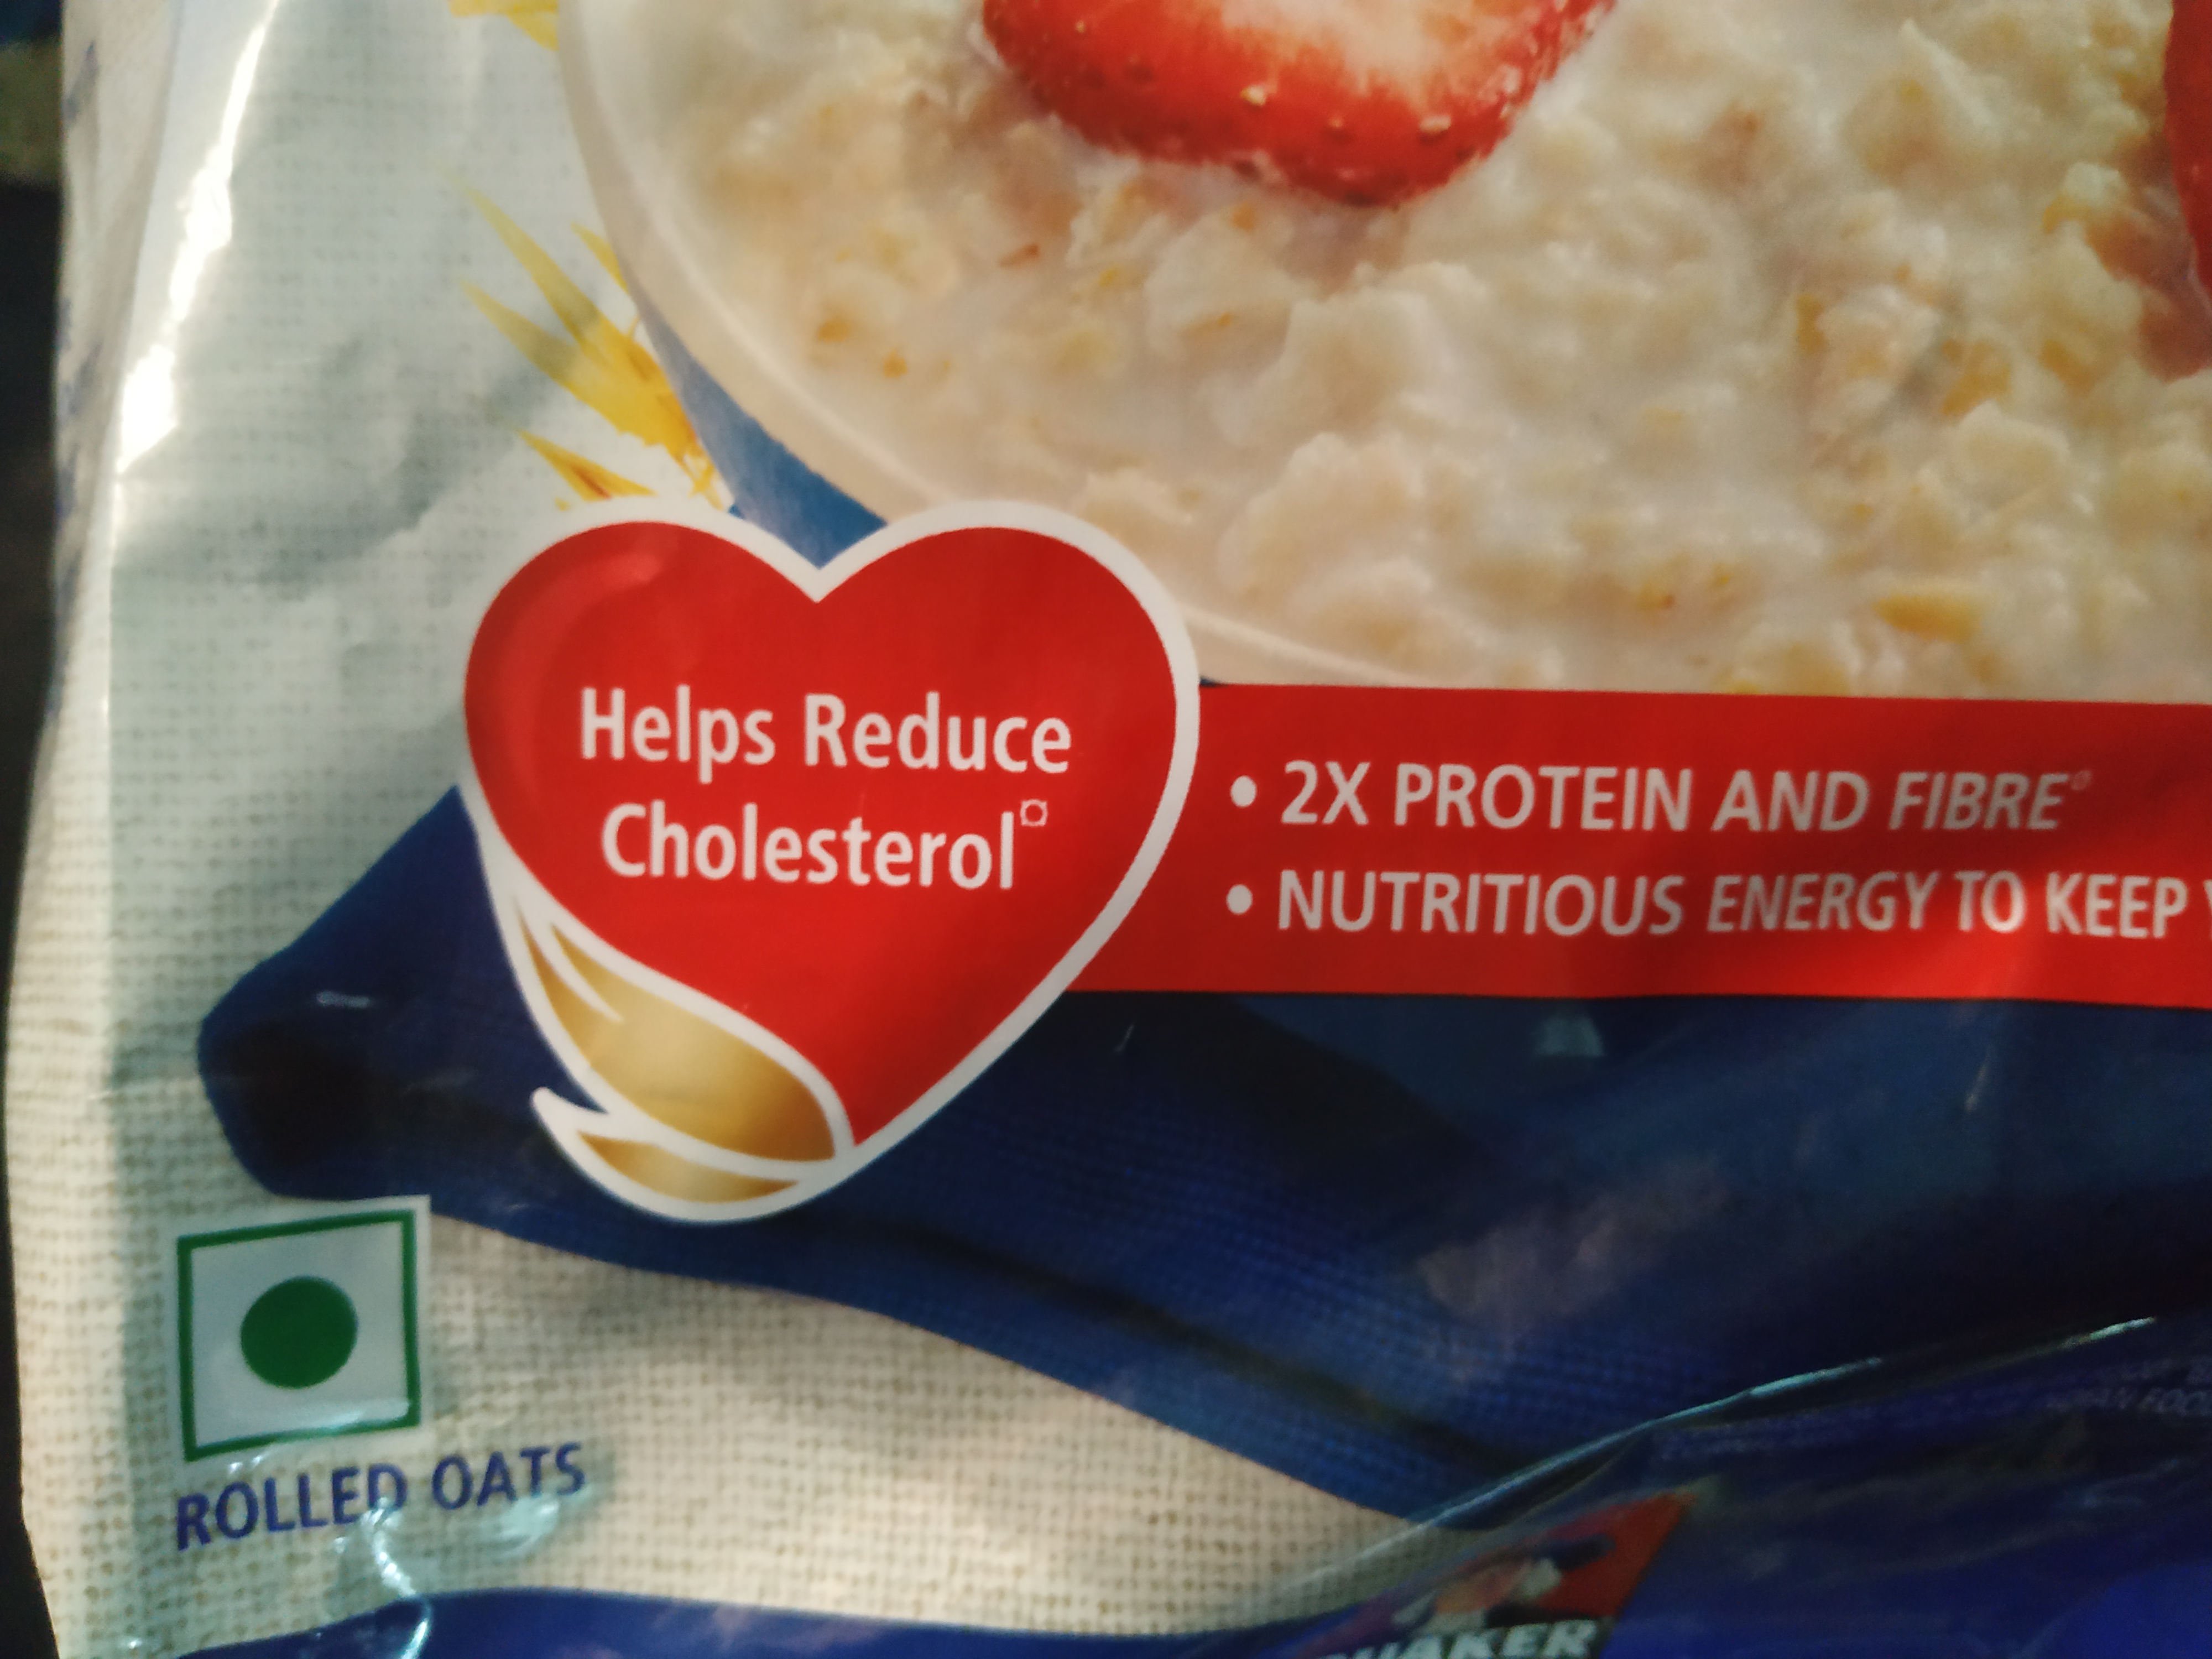 Helps Reduce
Cholesterol¤
• 2X PROTEIN AND FIBRE°
• NUTRITIOUS ENERGY TO KEEP
ROLLED OATS